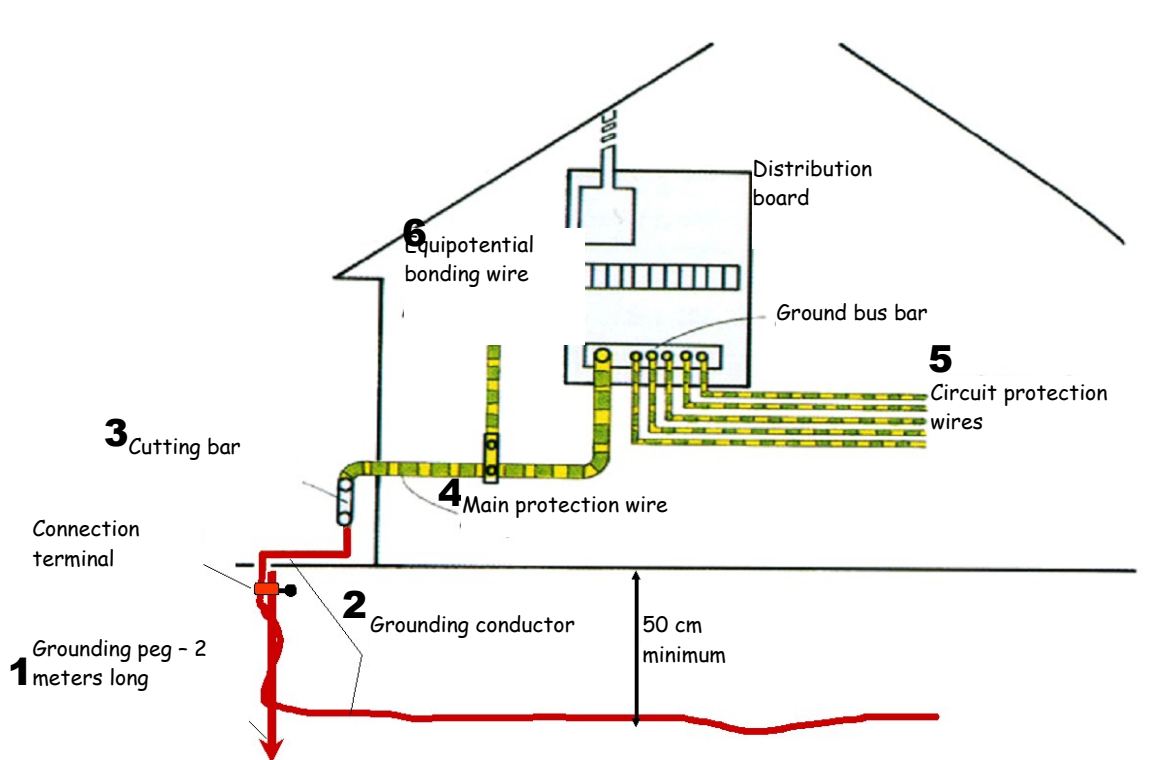 Distribution
board
6
Equipotential
bonding wire
Ground bus bar
5
Circuit protection
wires
3
Cutting bar
4
Main protection wire
Connection
terminal
2
Grounding conductor
50 cm
minimum
Grounding peg – 2
1
meters long